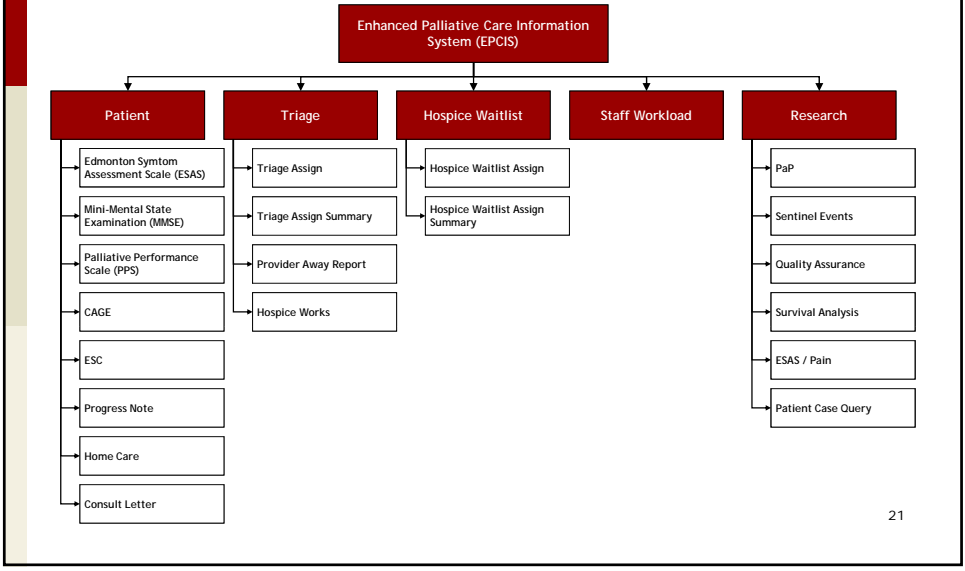 Enhanced Palliative Care Information
System (EPCIS)
Patient
Triage
Hospice Waitlist
Staff Workload
Research
Edmonton Symtom
Assessment Scale (ESAS)
Mini-Mental State
Examination (MMSE)
Palliative Performance
Scale (PPS)
CAGE
ESC
Progress Note
Home Care
Consult Letter
Triage Assign
Triage Assign Summary
Provider Away Report
Hospice Works
Hospice Waitlist Assign
Hospice Waitlist Assign
Summary
PaP
Sentinel Events
Quality Assurance
Survival Analysis
ESAS / Pain
Patient Case Query
21